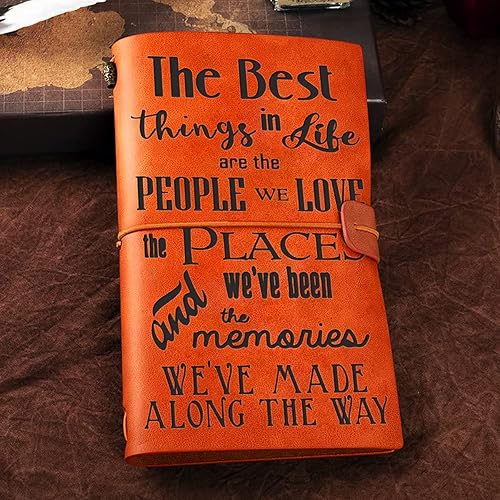 The Best
things in Life
are the
PEOPLE WE LOVE
the PLACES
and we've been
the
memories
WE'VE MADE
ALONG THE WAY